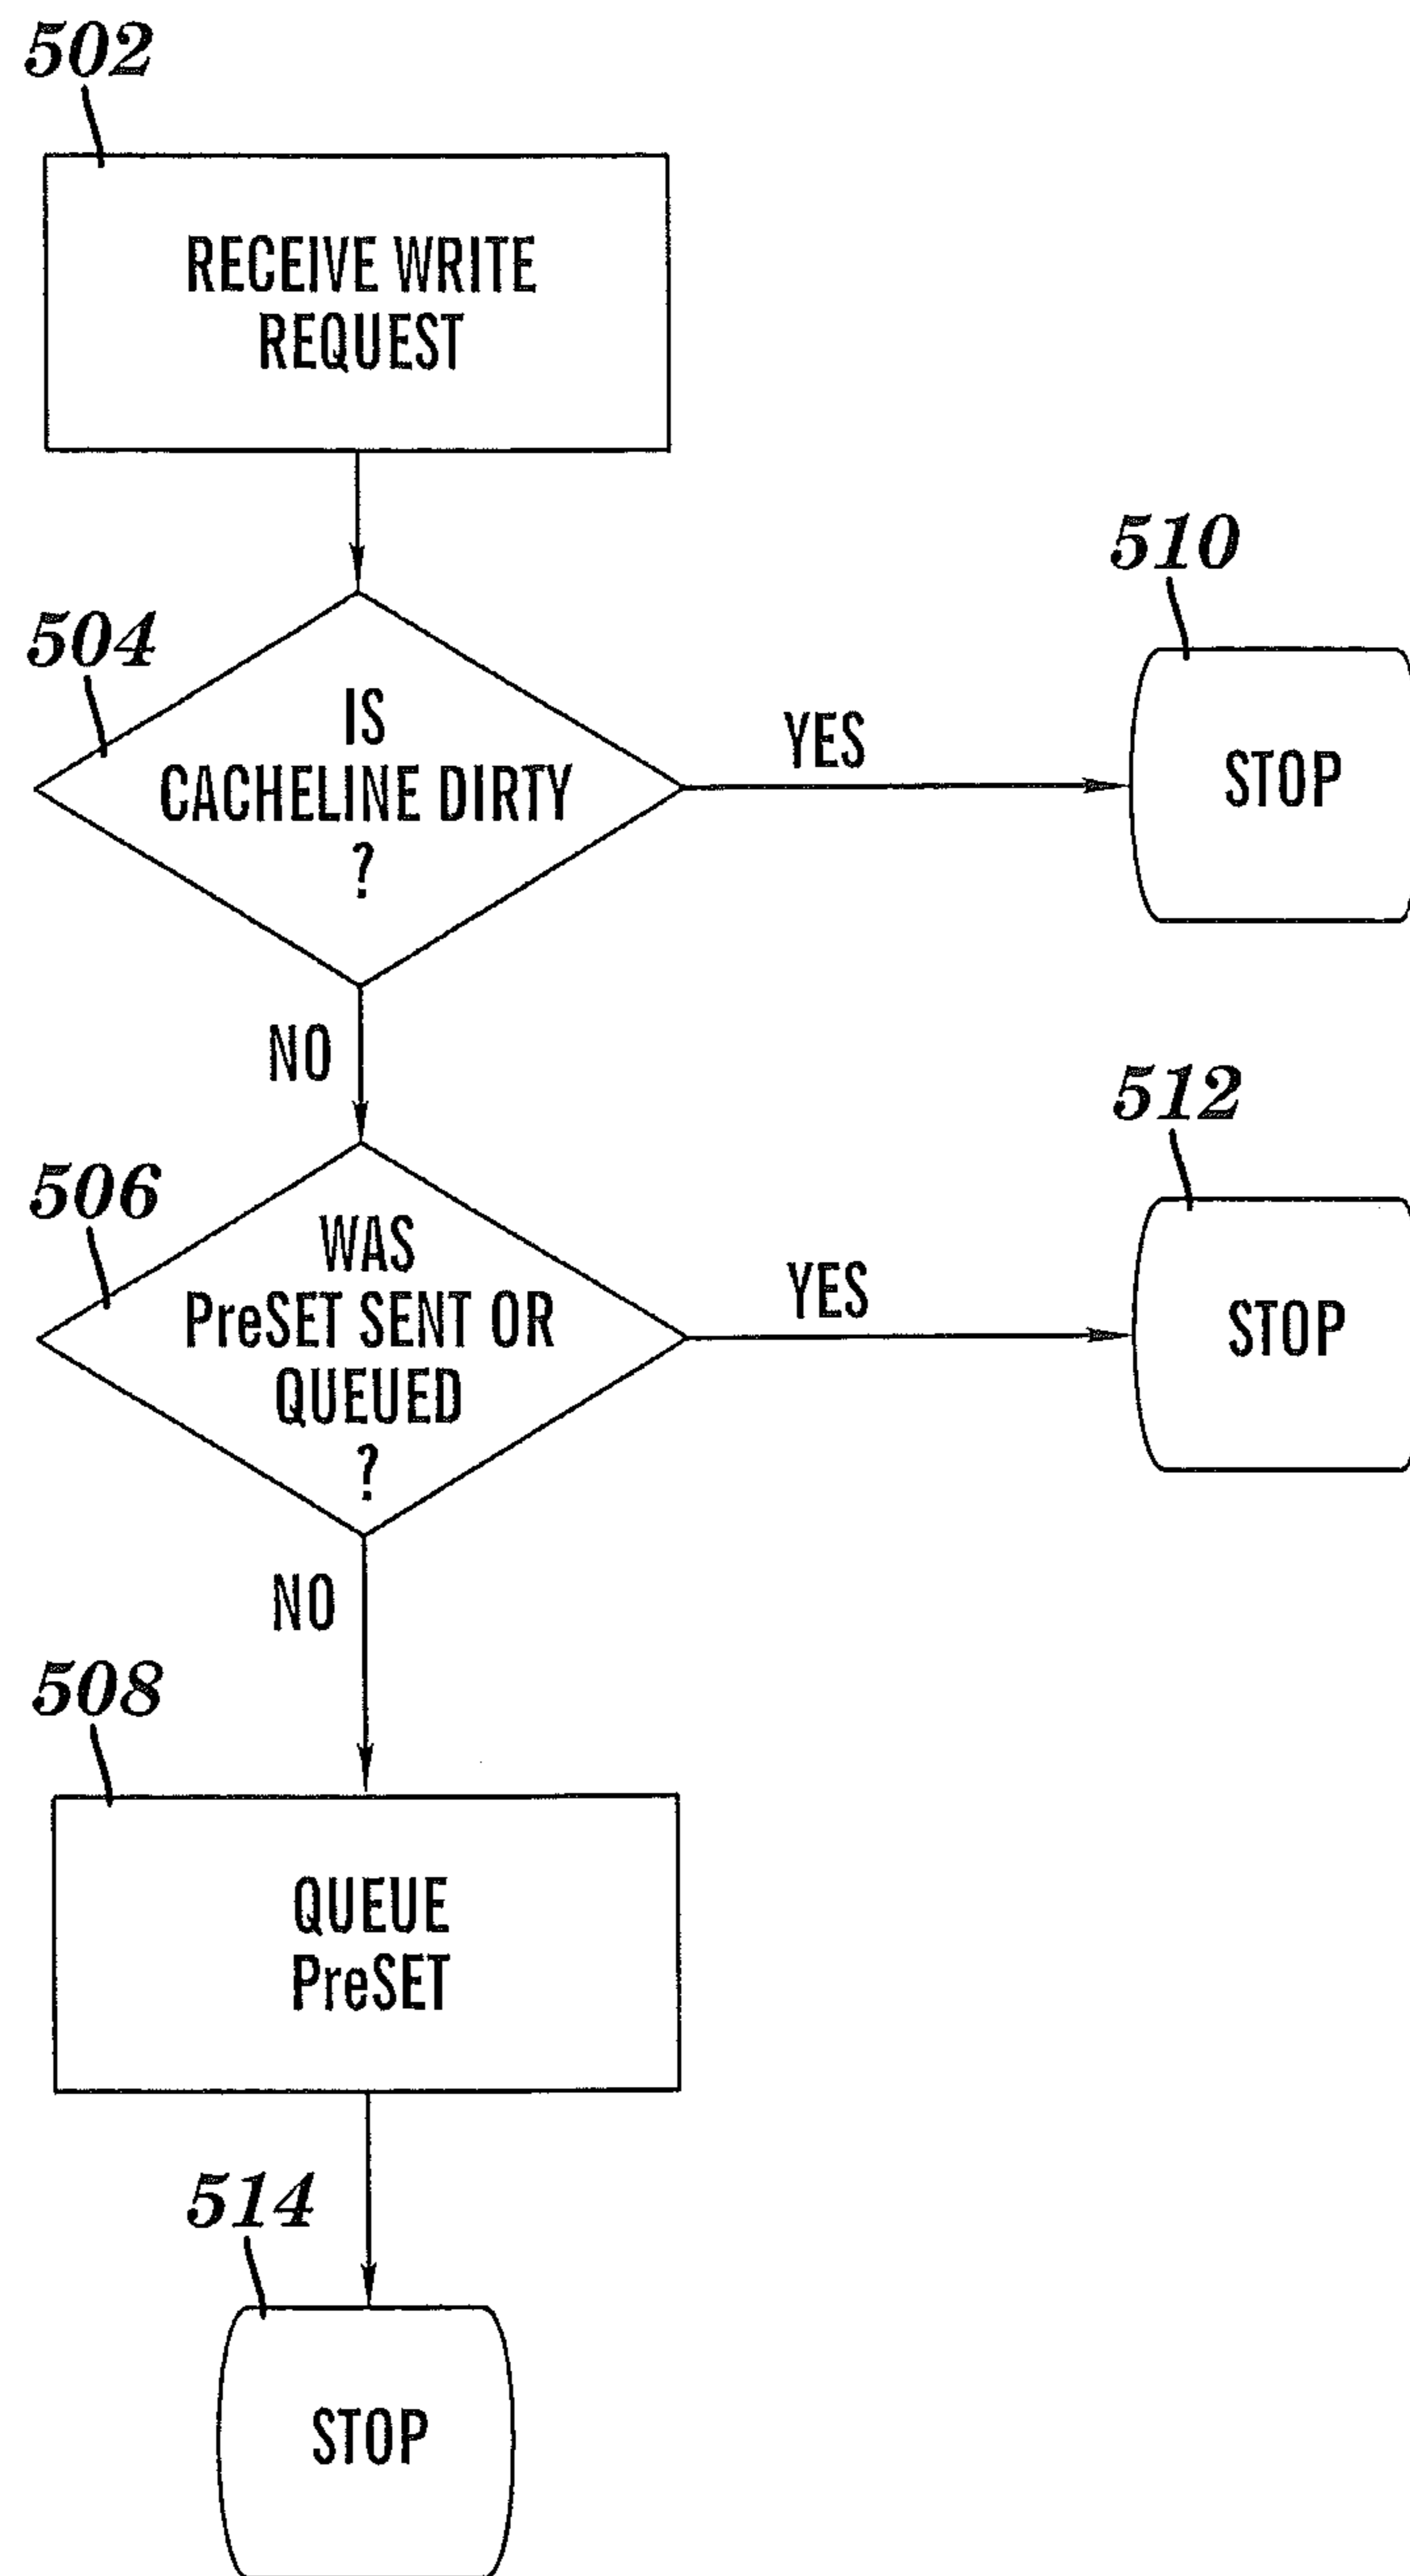 502
RECEIVE WRITE
REQUEST
504
IS
CACHELINE DIRTY
?
YES
510
STOP
NO
506
WAS
PreSET SENT OR
QUEUED
?
YES
512
STOP
NO
508
QUEUE
PreSET
514
STOP